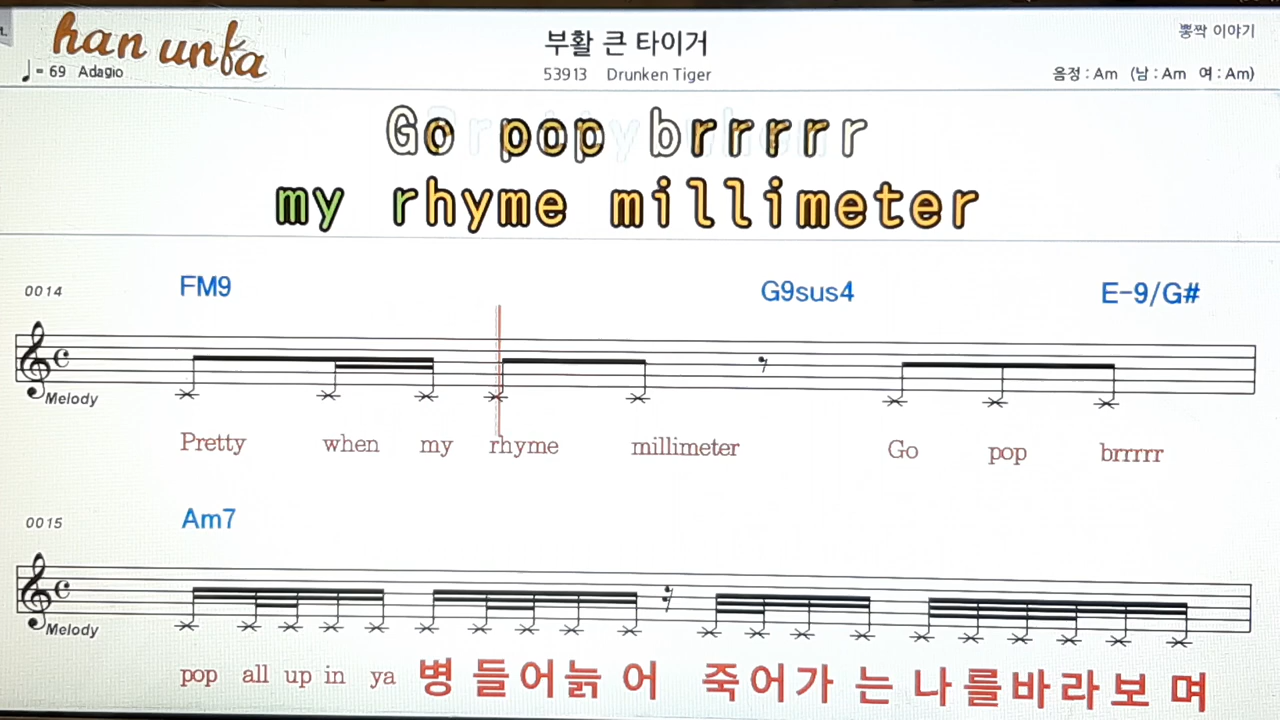 han unfa
부활 큰 타이거
뽕짝 이야기
♩= 69 Adagio
53913 Drunken Tiger
음정 : Am (남 : Am 여 : Am)
Go pop brrrrr
my rhyme millimeter
0014 FM9 G9sus4 E-9/G#
Melody
Pretty when my rhyme millimeter Go pop brrrrr
0015 Am7
Melody
pop all up in ya 병 들어늙 어 죽어가 는 나를바라보 며